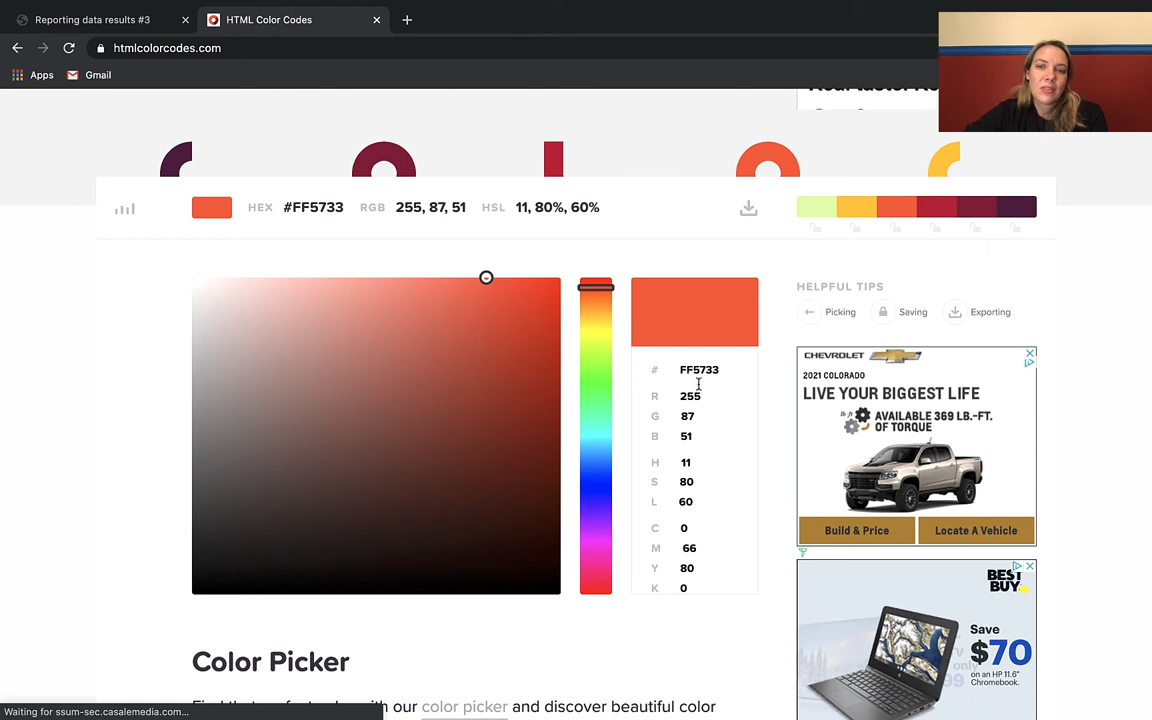 Reporting data results #3
HTML Color Codes
htmlcolorcodes.com
Apps
Gmail
HEX #FF5733 RGB 255, 87, 51 HSL 11, 80%, 60%
# FF5733
R 255
G 87
B 51
H 11
S 80
L 60
C 0
M 66
Y 80
K 0
HELPFUL TIPS
Picking
Saving
Exporting
CHEVROLET
2021 COLORADO
LIVE YOUR BIGGEST LIFE
AVAILABLE 369 LB.-FT.
OF TORQUE
Build & Price
Locate A Vehicle
BEST
BUY
Save
$70
on an HP 11.6"
Chromebook.
Color Picker
with our color picker and discover beautiful color
Waiting for ssum-sec.casalemedia.com...